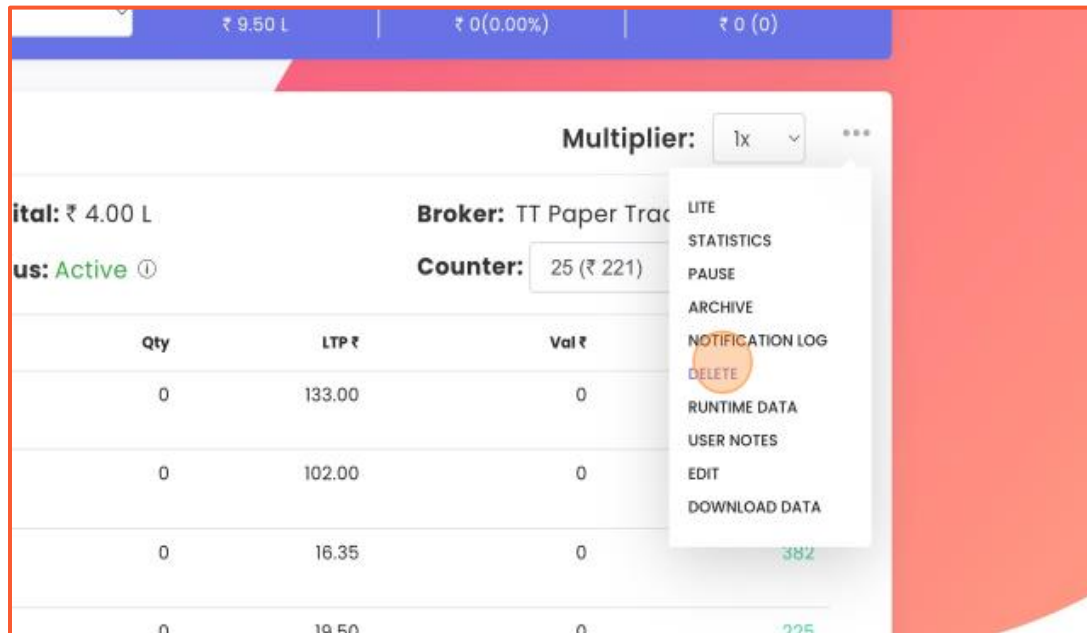 ₹ 9.50 L ₹ 0(0.00%) ₹ 0 (0)
Multiplier: 1x
ital: ₹ 4.00 L Broker: TT Paper Trac
us: Active Counter: 25 (₹ 221)
LITE
STATISTICS
PAUSE
ARCHIVE
NOTIFICATION LOG
DELETE
RUNTIME DATA
USER NOTES
EDIT
DOWNLOAD DATA
Qty LTP ₹ Val ₹
0 133.00 0
0 102.00 0
0 16.35 0 382
0 19.50 0 225